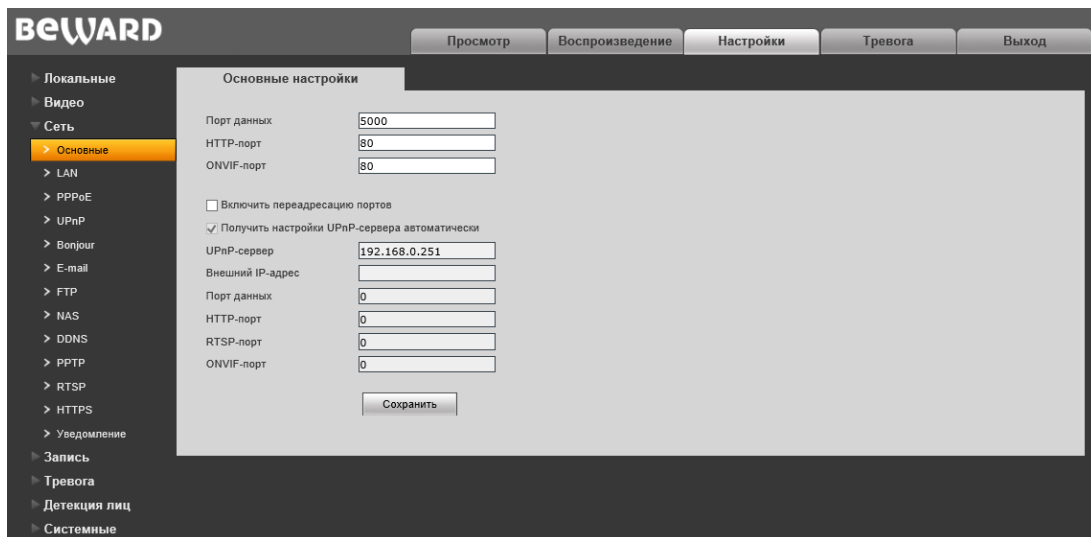 BEWARD
Просмотр
Воспроизведение
Настройки
Тревога
Выход
Локальные
Видео
Сеть
Основные
LAN
PPPoE
UPnP
Bonjour
E-mail
FTP
NAS
DDNS
PPTP
RTSP
HTTPS
Уведомление
Запись
Тревога
Детекция лиц
Системные
Основные настройки
Порт данных 5000
HTTP-порт 80
ONVIF-порт 80
Включить переадресацию портов
Получить настройки UPnP-сервера автоматически
UPnP-сервер 192.168.0.251
Внешний IP-адрес
Порт данных 0
HTTP-порт 0
RTSP-порт 0
ONVIF-порт 0
Сохранить